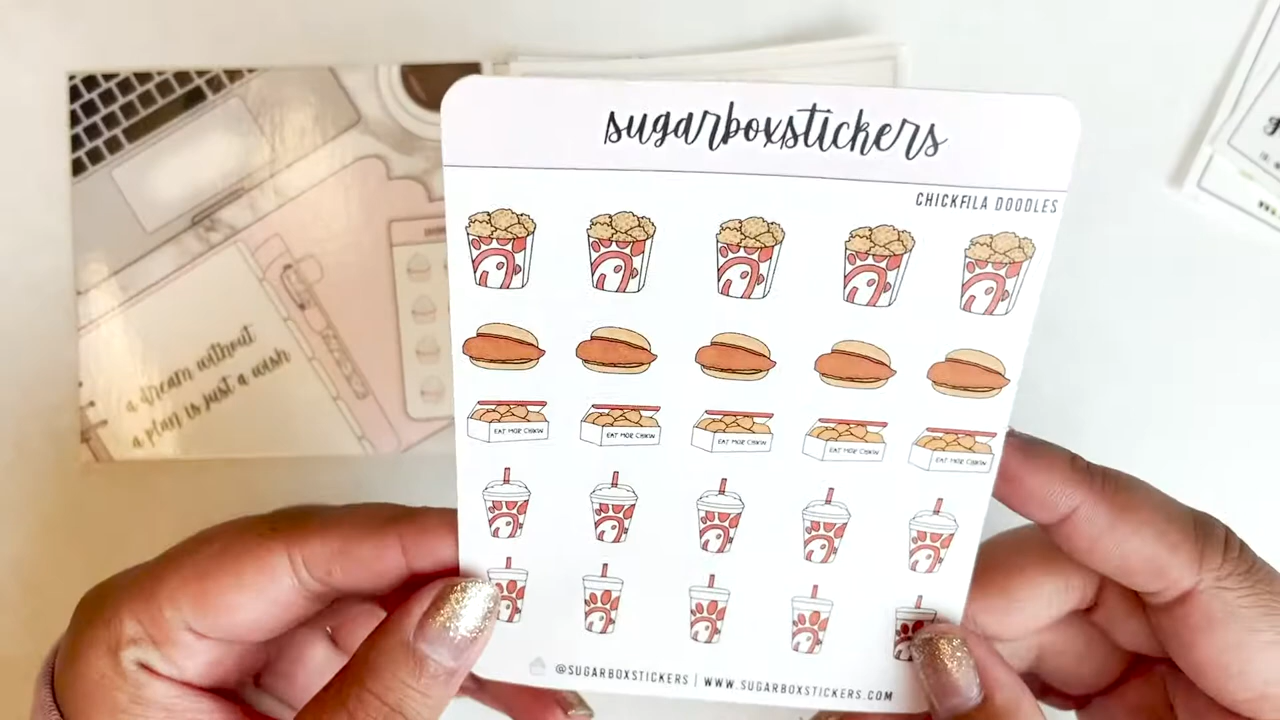 sugarboxstickers
CHICKFILA DOODLES
EAT MOR CHIKIN
EAT MOR CHIKIN
EAT MOR CHIKIN
EAT MOR CHIKIN
EAT MOR CHIKIN
@SUGARBOXSTICKERS | WWW.SUGARBOXSTICKERS.COM
a dream without
a plan is just a wish